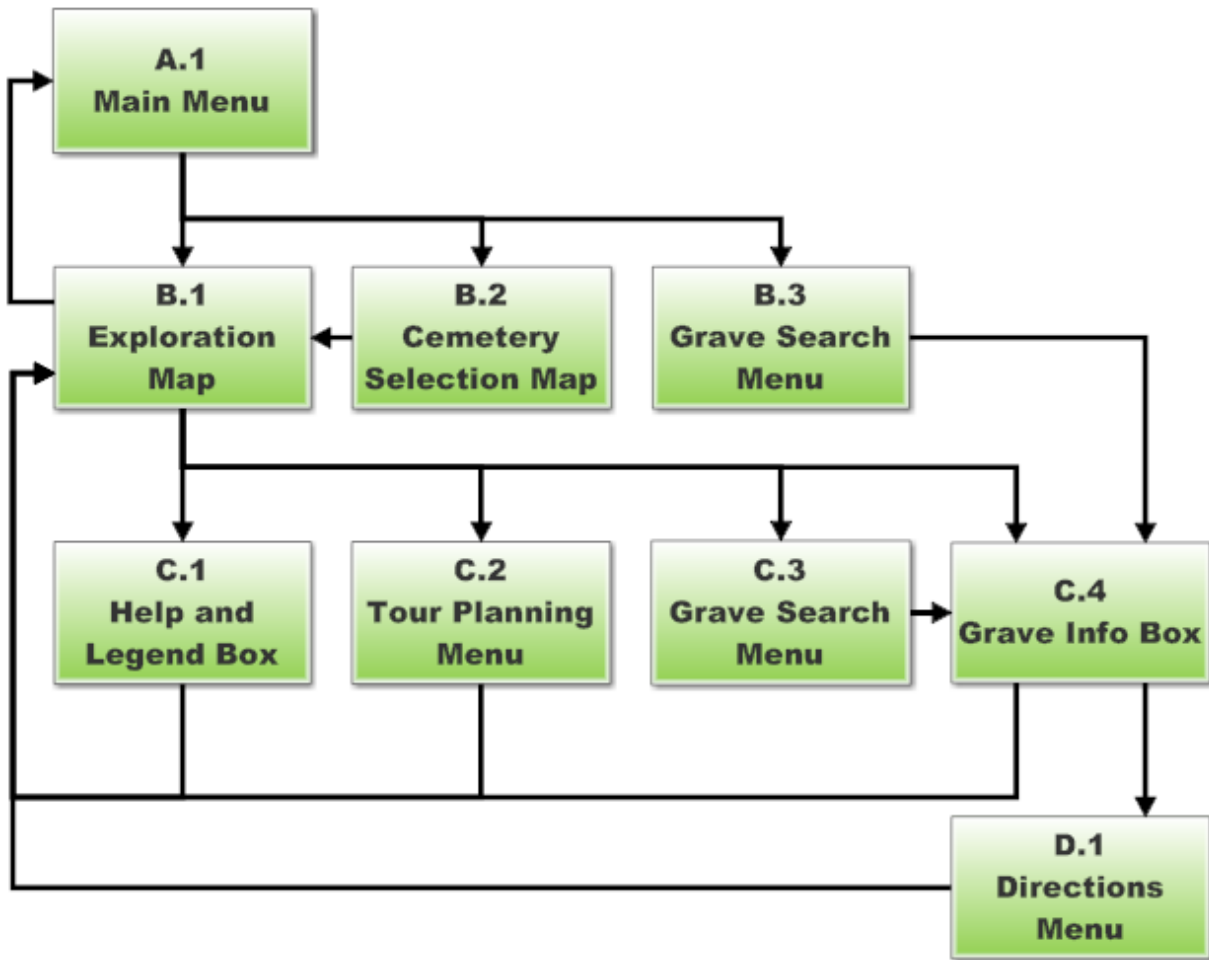 A.1
Main Menu
B.1
Exploration
Map
B.2
Cemetery
Selection Map
B.3
Grave Search
Menu
C.1
Help and
Legend Box
C.2
Tour Planning
Menu
C.3
Grave Search
Menu
C.4
Grave Info Box
D.1
Directions
Menu